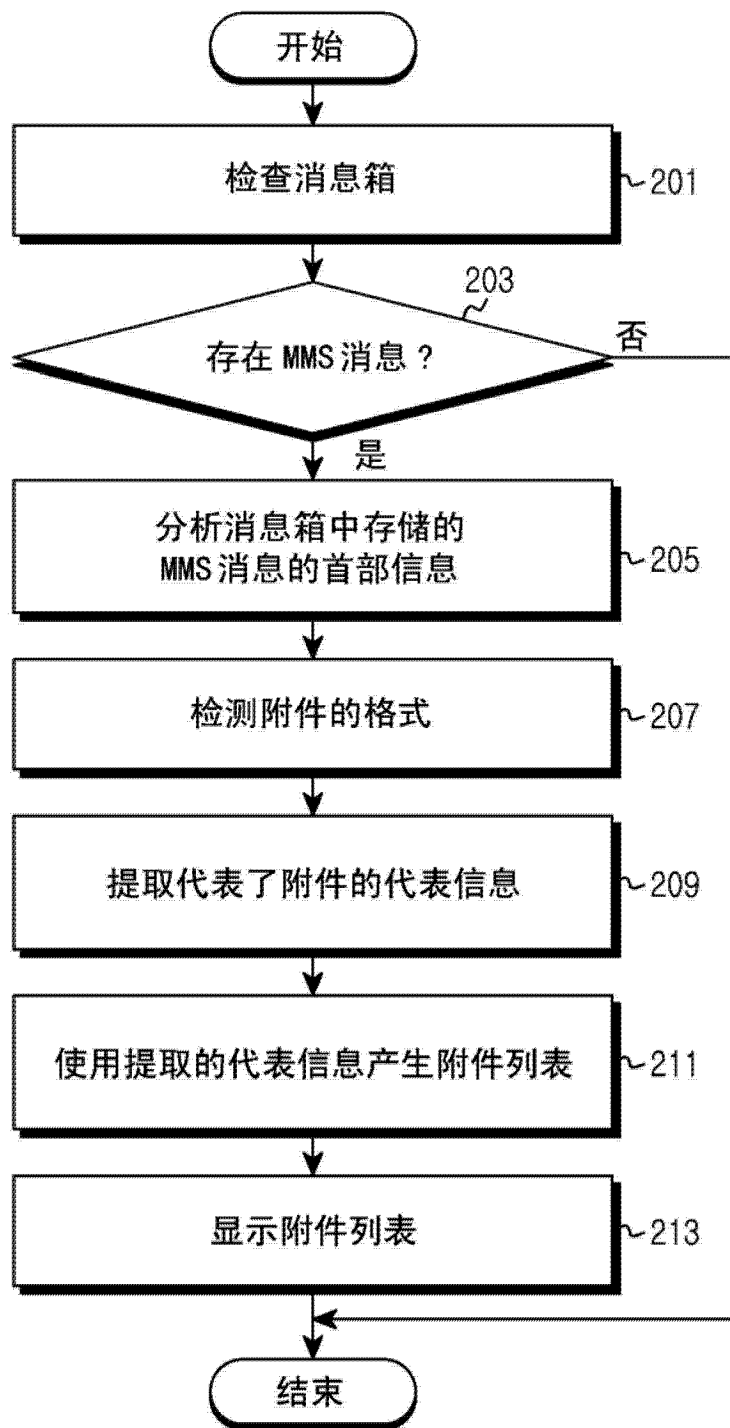 开始
检查消息箱
201
203
存在 MMS 消息？
否
是
分析消息箱中存储的
MMS 消息的首部信息
205
检测附件的格式
207
提取代表了附件的代表信息
209
使用提取的代表信息产生附件列表
211
显示附件列表
213
结束